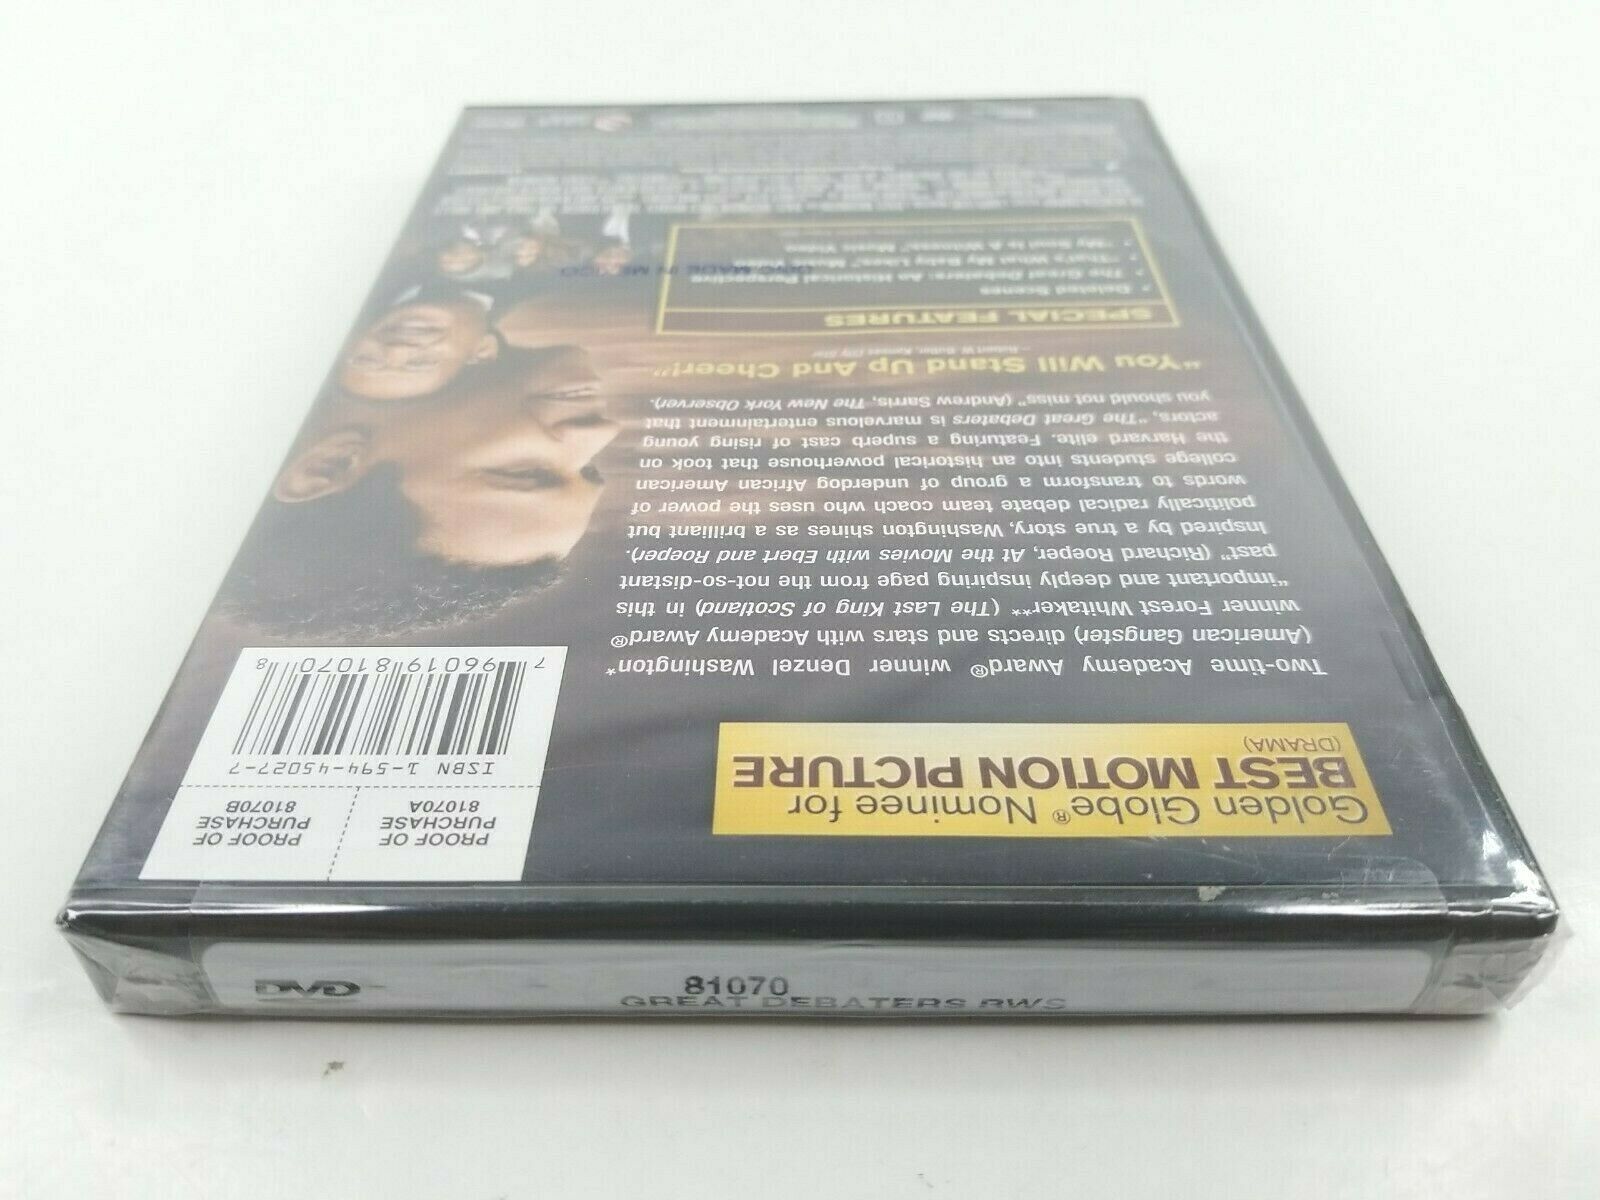 Golden Globe® Nominee for
BEST MOTION PICTURE
(DRAMA)
Two-time Academy Award® winner Denzel Washington*
(American Gangster) directs and stars with Academy Award®
winner Forest Whitaker** (The Last King of Scotland) in this
"important and deeply inspiring page from the not-so-distant
past" (Richard Roeper, At the Movies with Ebert and Roeper).
Inspired by a true story, Washington shines as a brilliant but
politically radical debate team coach who uses the power of
words to transform a group of underdog African American
college students into an historical powerhouse that took on
the Harvard elite. Featuring a superb cast of rising young
actors, "The Great Debaters is marvelous entertainment that
you should not miss" (Andrew Sarris, The New York Observer).
"You Will Stand Up And Cheer!"
—Robert W. Butler, Kansas City Star
SPECIAL FEATURES
✓ Deleted Scenes
✓ The Great Debaters: An Historical Perspective
✓ "That's What My Baby Likes," Music Video
✓ "My Soul Is A Witness," Music Video
DISC MADE IN MEXICO
PROOF OF PURCHASE 81070A
PROOF OF PURCHASE 81070B
ISBN 1-594-45027-7
7 96019 81070 8
DVD
81070
GREAT DEBATERS RWS